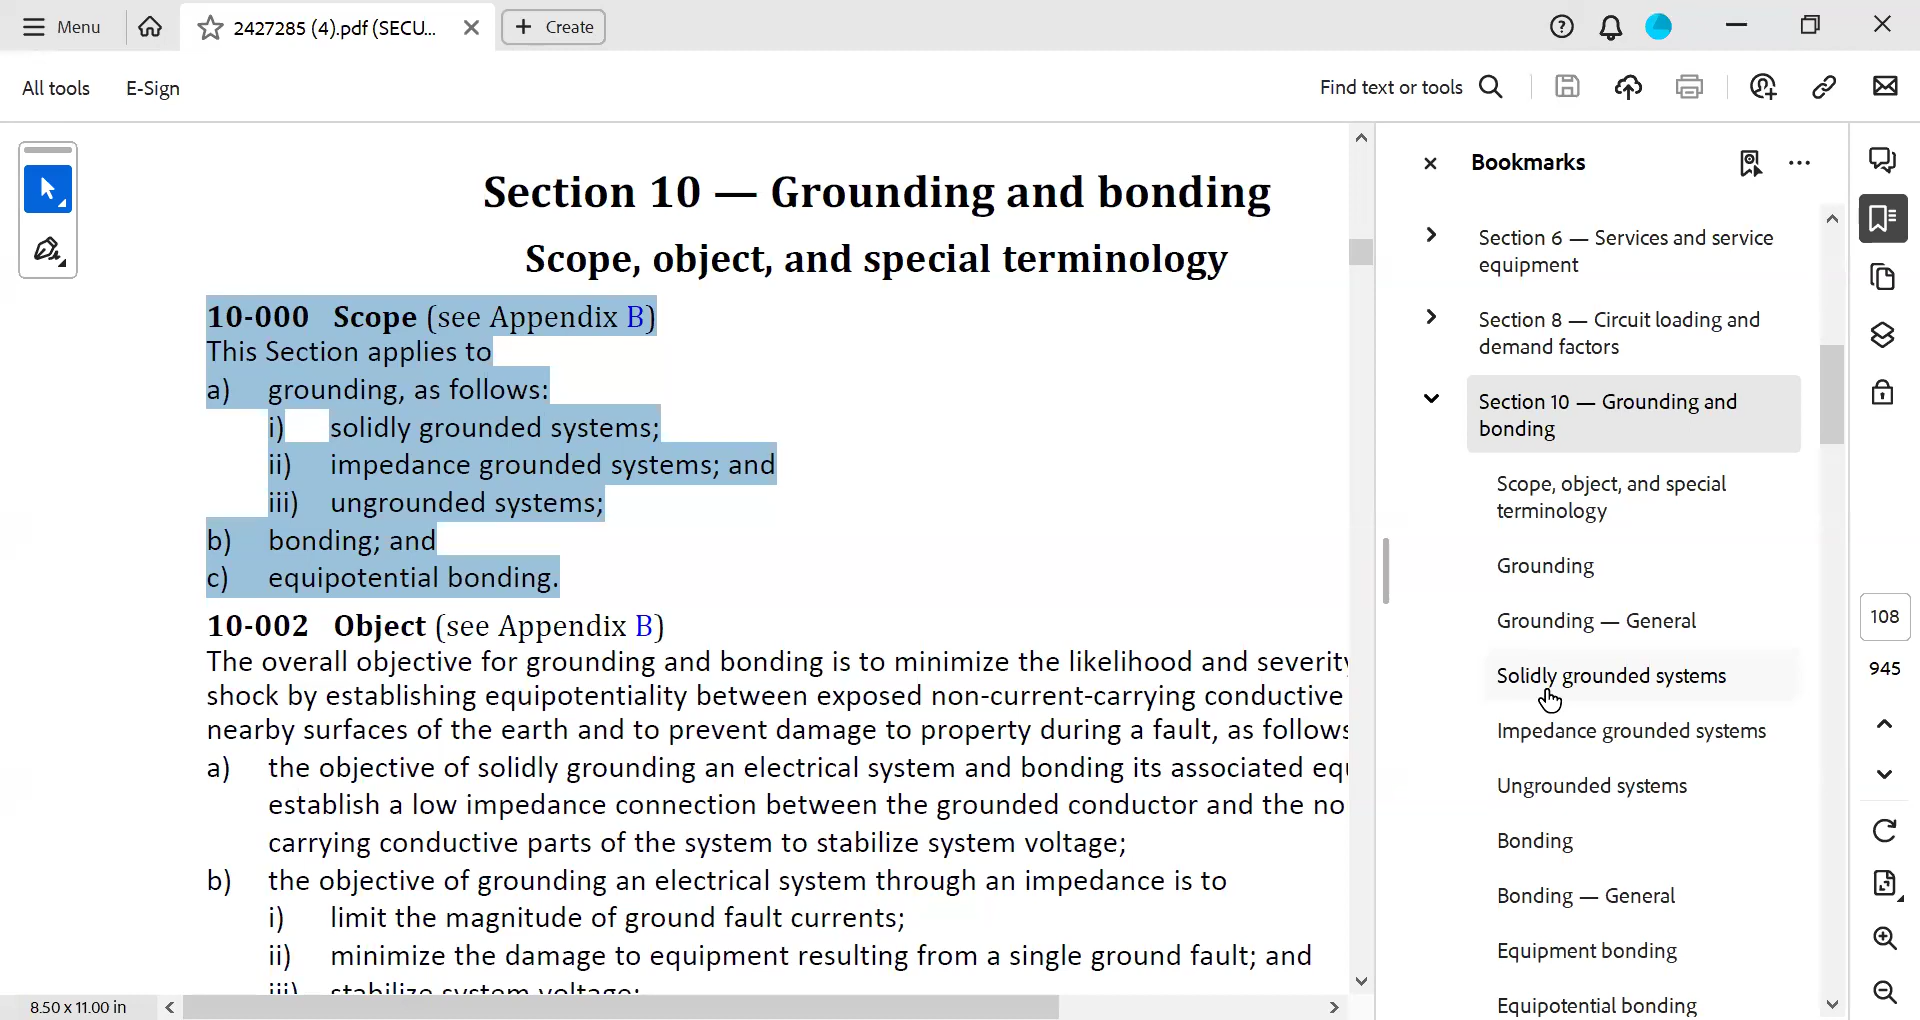 Menu
2427285 (4).pdf (SECU...
Create
All tools
E-Sign
Find text or tools
Section 10 — Grounding and bonding
Scope, object, and special terminology
10-000 Scope (see Appendix B)
This Section applies to
a) grounding, as follows:
i) solidly grounded systems;
ii) impedance grounded systems; and
iii) ungrounded systems;
b) bonding; and
c) equipotential bonding.
10-002 Object (see Appendix B)
The overall objective for grounding and bonding is to minimize the likelihood and severity
shock by establishing equipotentiality between exposed non-current-carrying conductive
nearby surfaces of the earth and to prevent damage to property during a fault, as follows
a) the objective of solidly grounding an electrical system and bonding its associated equ
establish a low impedance connection between the grounded conductor and the no
carrying conductive parts of the system to stabilize system voltage;
b) the objective of grounding an electrical system through an impedance is to
i) limit the magnitude of ground fault currents;
ii) minimize the damage to equipment resulting from a single ground fault; and
iii) stabilize system voltage;
8.50 x 11.00 in
Bookmarks
Section 6 — Services and service
equipment
Section 8 — Circuit loading and
demand factors
Section 10 — Grounding and
bonding
Scope, object, and special
terminology
Grounding
Grounding — General
Solidly grounded systems
Impedance grounded systems
Ungrounded systems
Bonding
Bonding — General
Equipment bonding
Equipotential bonding
108
945